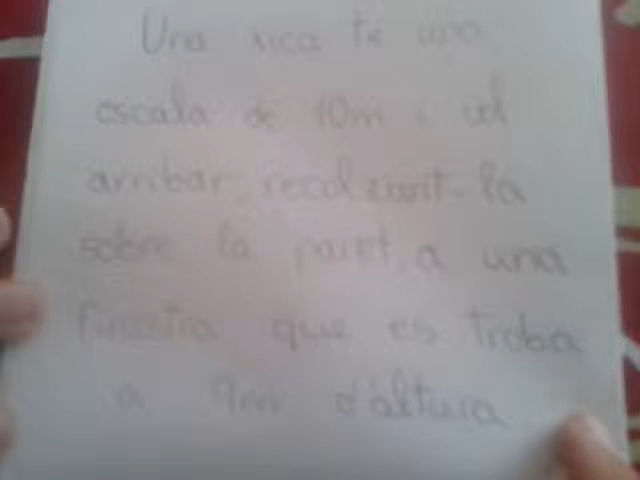 Una rica té una
escala de 10m i vol
arribar, recolzant-la
sobre la paret, a una
finestra que es troba
a 9m d'altura.